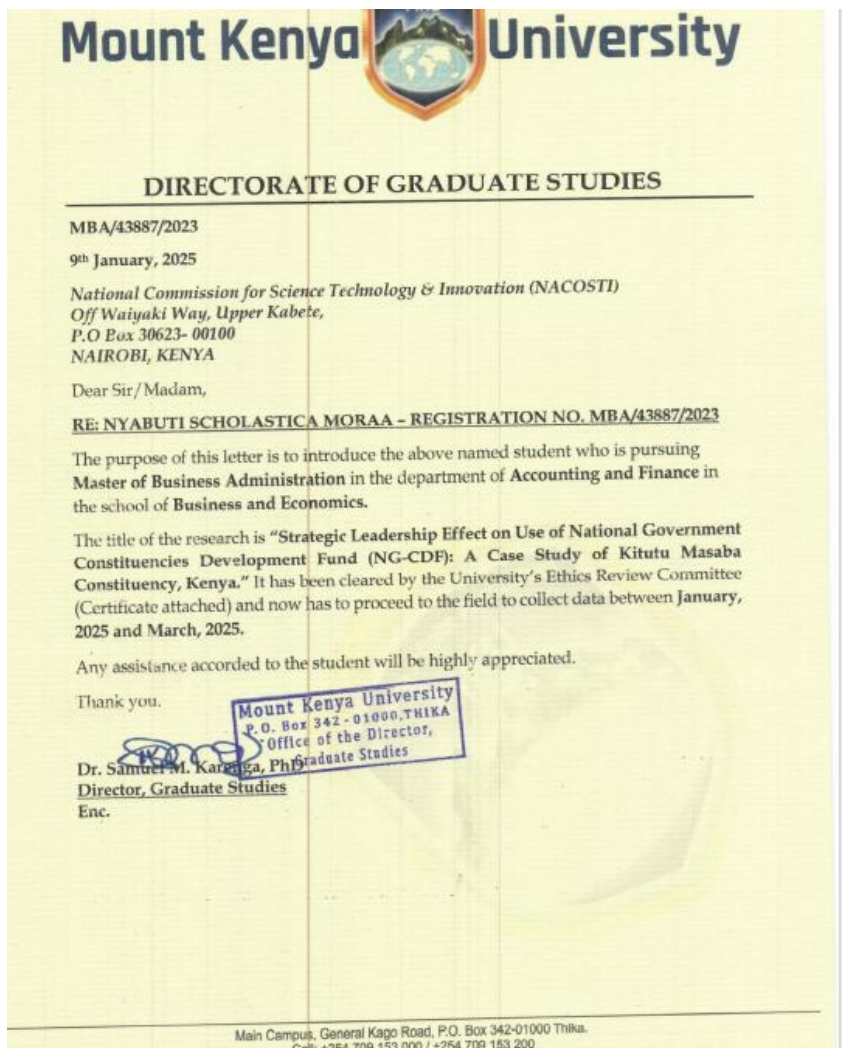 Mount Kenya University
DIRECTORATE OF GRADUATE STUDIES
MBA/43887/2023
9th January, 2025
National Commission for Science Technology & Innovation (NACOSTI)
Off Waiyaki Way, Upper Kabete,
P.O Box 30623- 00100
NAIROBI, KENYA
Dear Sir/Madam,
RE: NYABUTI SCHOLASTICA MORAA – REGISTRATION NO. MBA/43887/2023
The purpose of this letter is to introduce the above named student who is pursuing
Master of Business Administration in the department of Accounting and Finance in
the school of Business and Economics.
The title of the research is “Strategic Leadership Effect on Use of National Government
Constituencies Development Fund (NG-CDF): A Case Study of Kitutu Masaba
Constituency, Kenya.” It has been cleared by the University’s Ethics Review Committee
(Certificate attached) and now has to proceed to the field to collect data between January,
2025 and March, 2025.
Any assistance accorded to the student will be highly appreciated.
Thank you.
Mount Kenya University
P.O. Box 342 - 01000, THIKA
Office of the Director,
Graduate Studies
Dr. Samuel M. PhD
Director, Graduate Studies
Enc.
Main Campus, General Kago Road, P.O. Box 342-01000 Thika.
Cell: +254 709 153 000 / +254 709 153 200